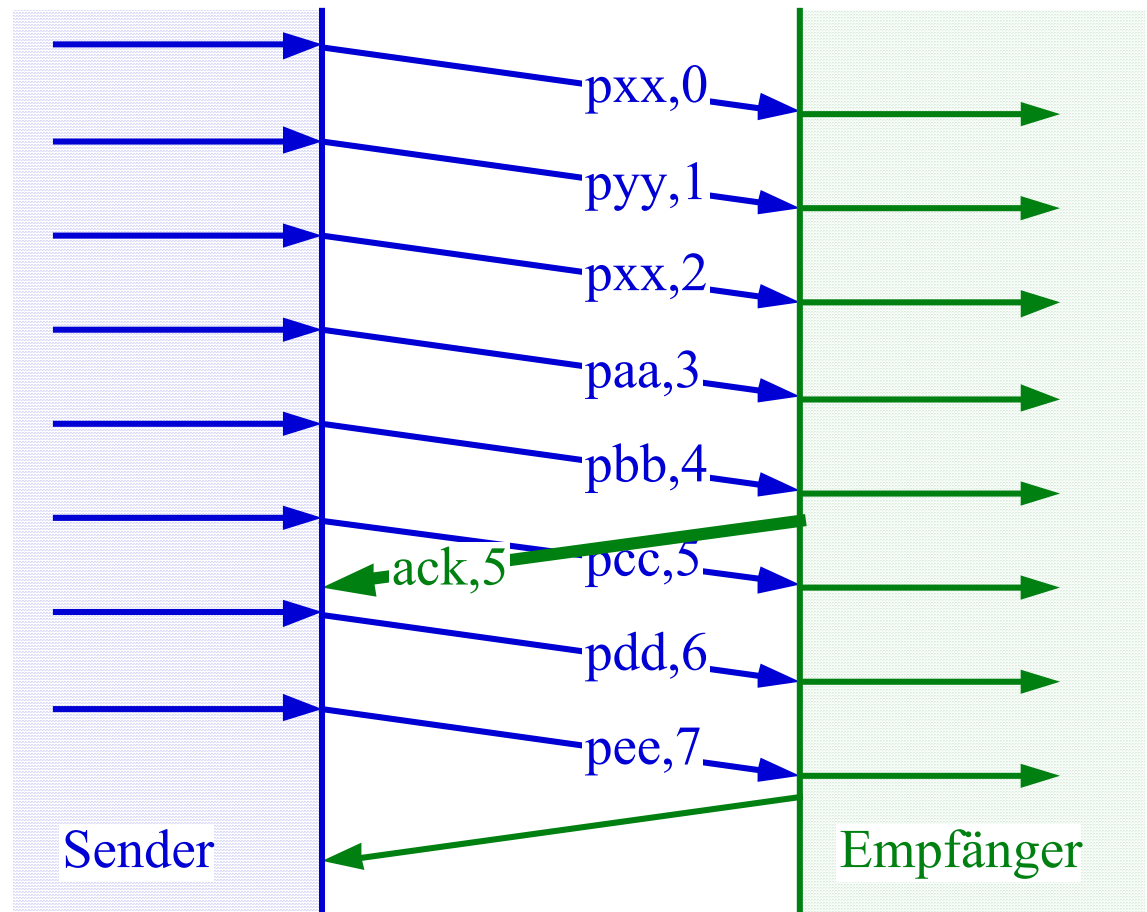 pxx,0
pyy,1
pxx,2
paa,3
pbb,4
ack,5
pcc,5
pdd,6
pee,7
Sender
Empfänger